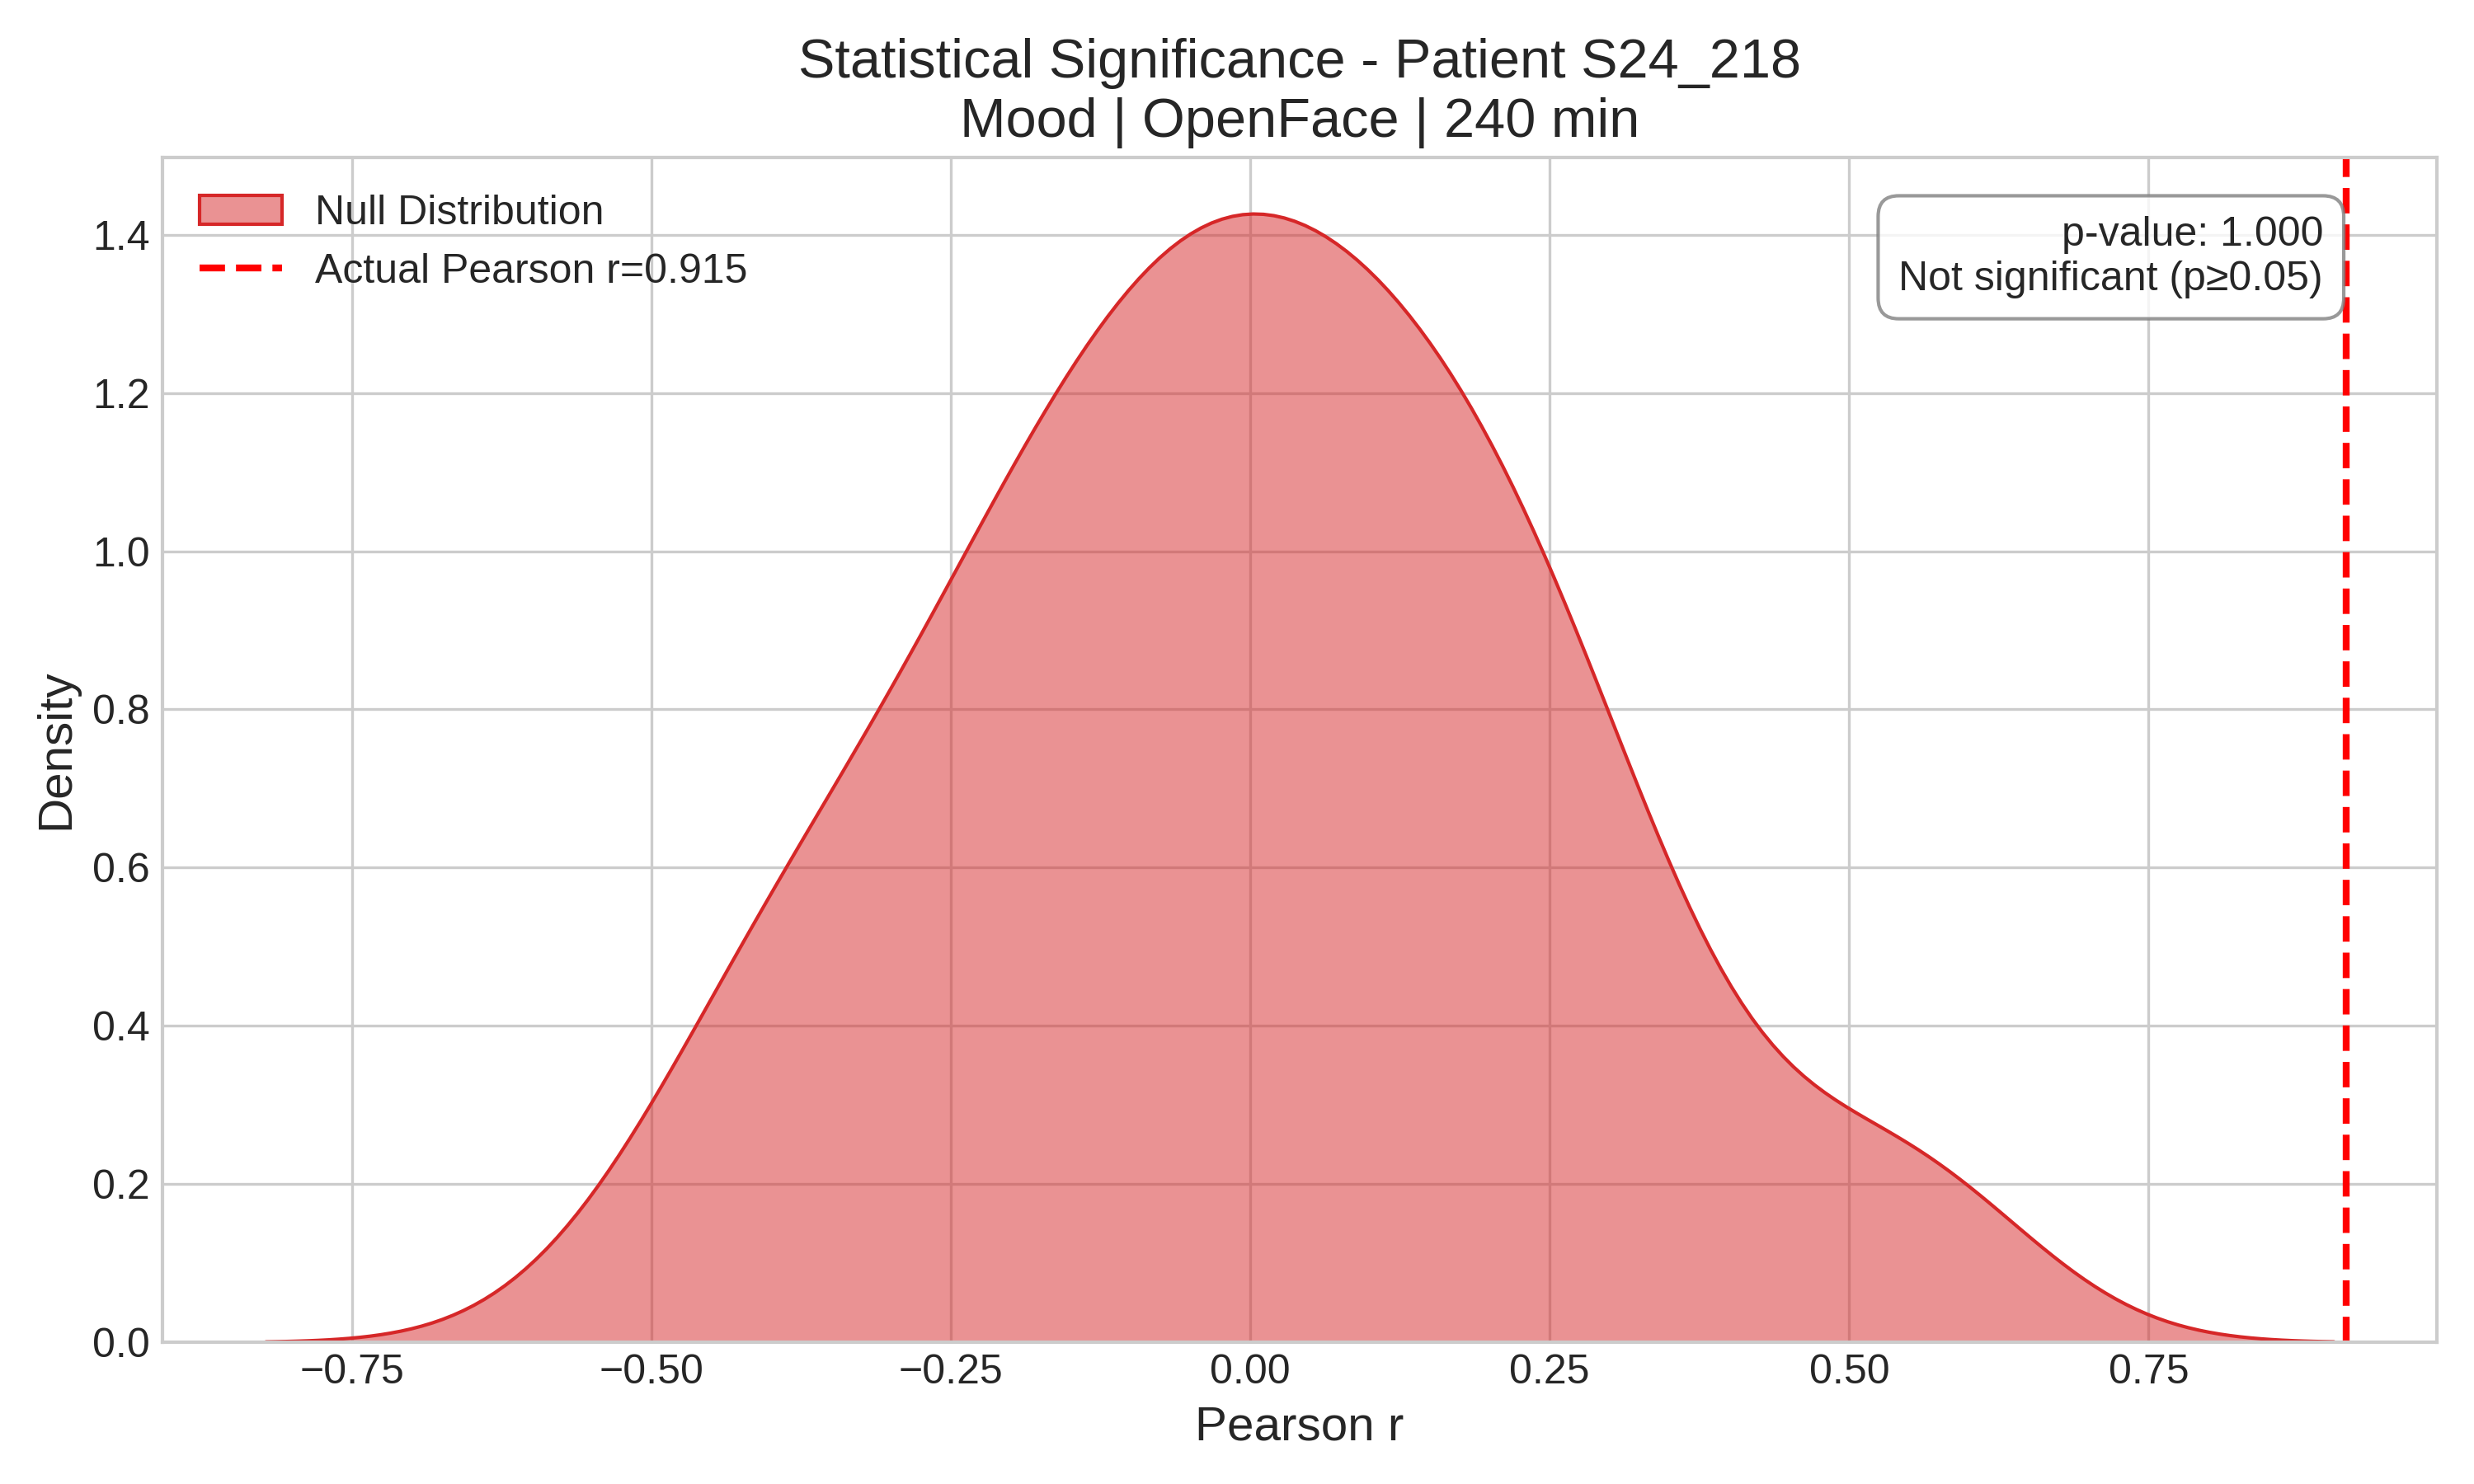 Statistical Significance - Patient S24_218
Mood | OpenFace | 240 min
Null Distribution
Actual Pearson r=0.915
p-value: 1.000
Not significant (p≥0.05)
Density
1.4
1.2
1.0
0.8
0.6
0.4
0.2
0.0
−0.75 −0.50 −0.25 0.00 0.25 0.50 0.75
Pearson r